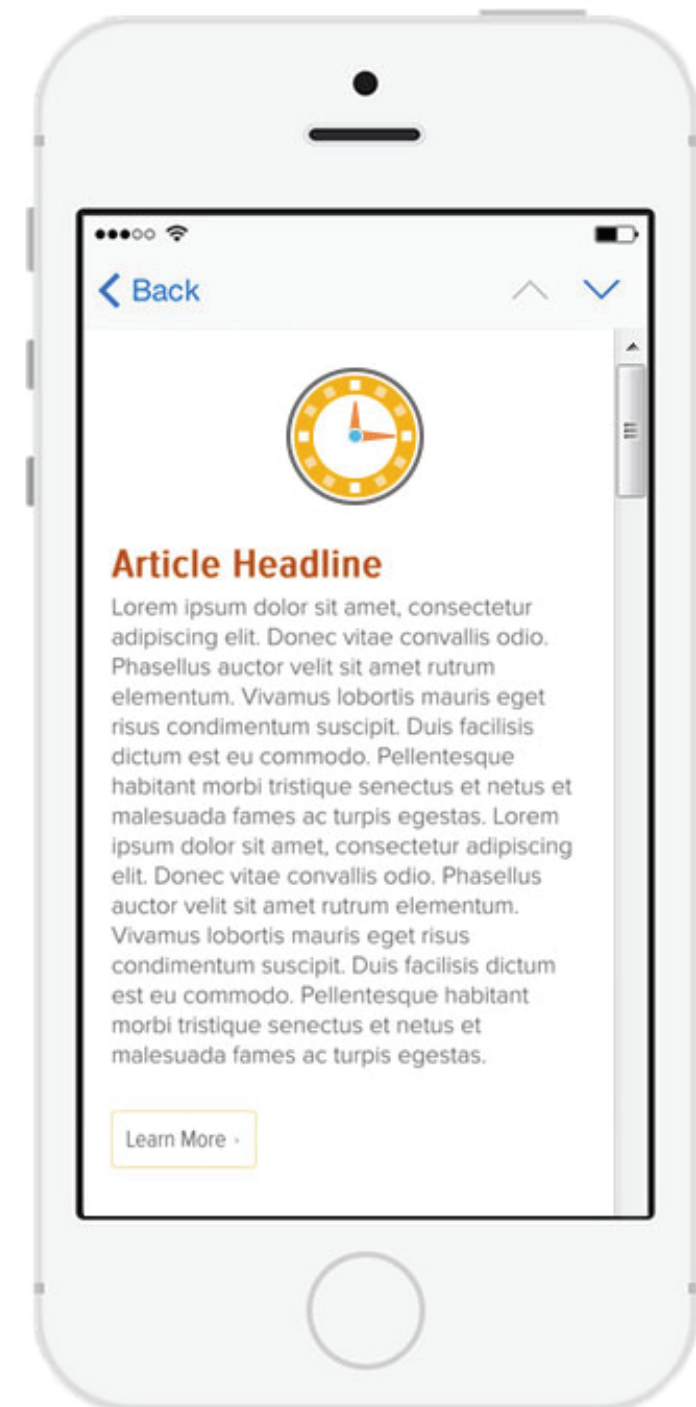 Back
Article Headline
Lorem ipsum dolor sit amet, consectetur
adipiscing elit. Donec vitae convallis odio.
Phasellus auctor velit sit amet rutrum
elementum. Vivamus lobortis mauris eget
risus condimentum suscipit. Duis facilisis
dictum est eu commodo. Pellentesque
habitant morbi tristique senectus et netus et
malesuada fames ac turpis egestas. Lorem
ipsum dolor sit amet, consectetur adipiscing
elit. Donec vitae convallis odio. Phasellus
auctor velit sit amet rutrum elementum.
Vivamus lobortis mauris eget risus
condimentum suscipit. Duis facilisis dictum
est eu commodo. Pellentesque habitant
morbi tristique senectus et netus et
malesuada fames ac turpis egestas.
Learn More ›